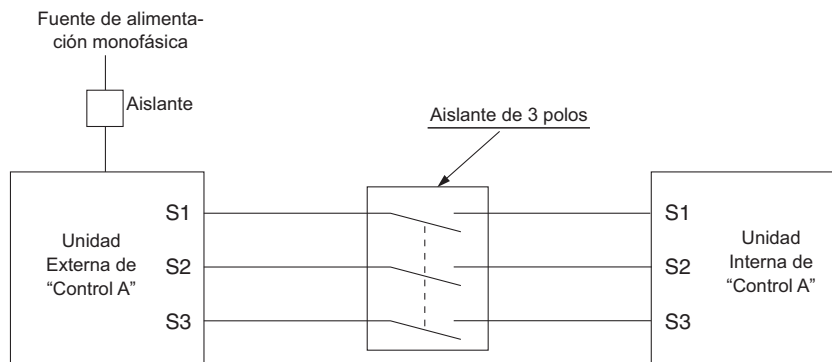 Fuente de alimenta-
ción monofásica
Aislante
Aislante de 3 polos
Unidad
Externa de
“Control A”
S1
S2
S3
S1
S2
S3
Unidad
Interna de
“Control A”